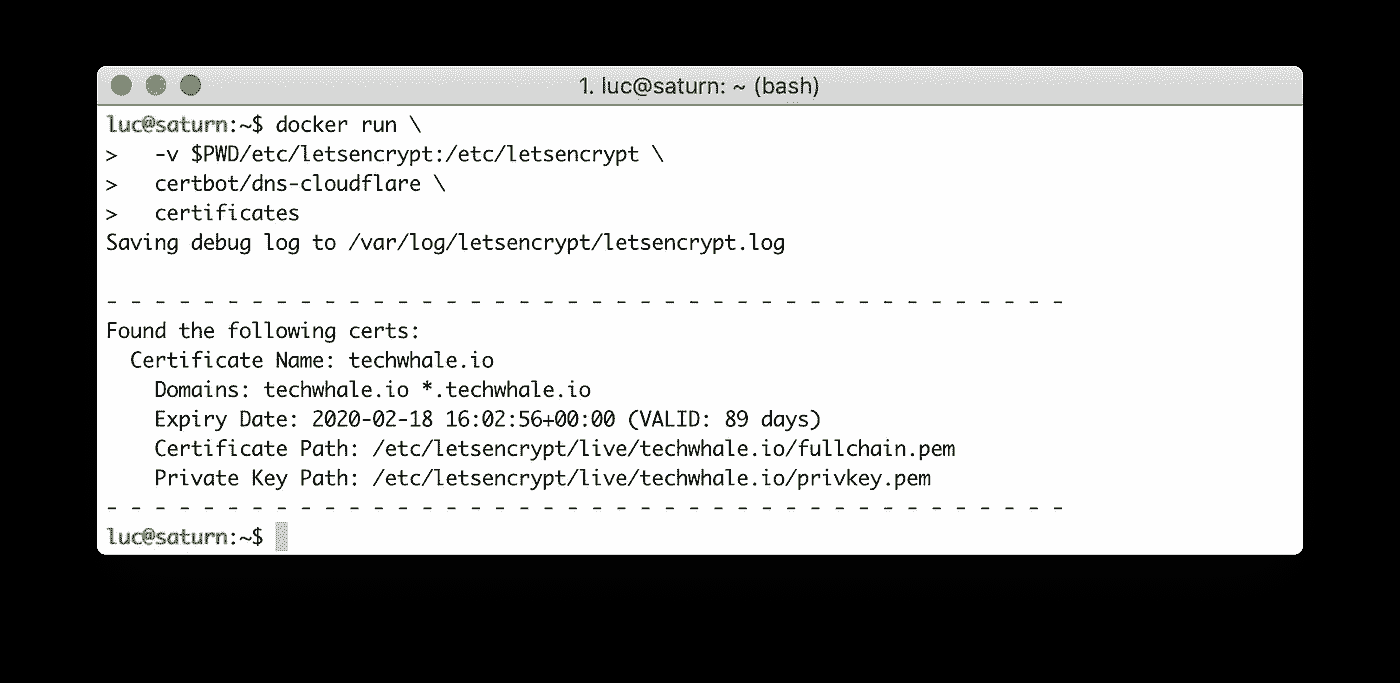 1. luc@saturn: ~ (bash)
luc@saturn:~$ docker run \
>   -v $PWD/etc/letsencrypt:/etc/letsencrypt \
>   certbot/dns-cloudflare \
>   certificates
Saving debug log to /var/log/letsencrypt/letsencrypt.log
- - - - - - - - - - - - - - - - - - - - - - - - - - - - - - - - - - - - - - - -
Found the following certs:
  Certificate Name: techwhale.io
    Domains: techwhale.io *.techwhale.io
    Expiry Date: 2020-02-18 16:02:56+00:00 (VALID: 89 days)
    Certificate Path: /etc/letsencrypt/live/techwhale.io/fullchain.pem
    Private Key Path: /etc/letsencrypt/live/techwhale.io/privkey.pem
- - - - - - - - - - - - - - - - - - - - - - - - - - - - - - - - - - - - - - - -
luc@saturn:~$